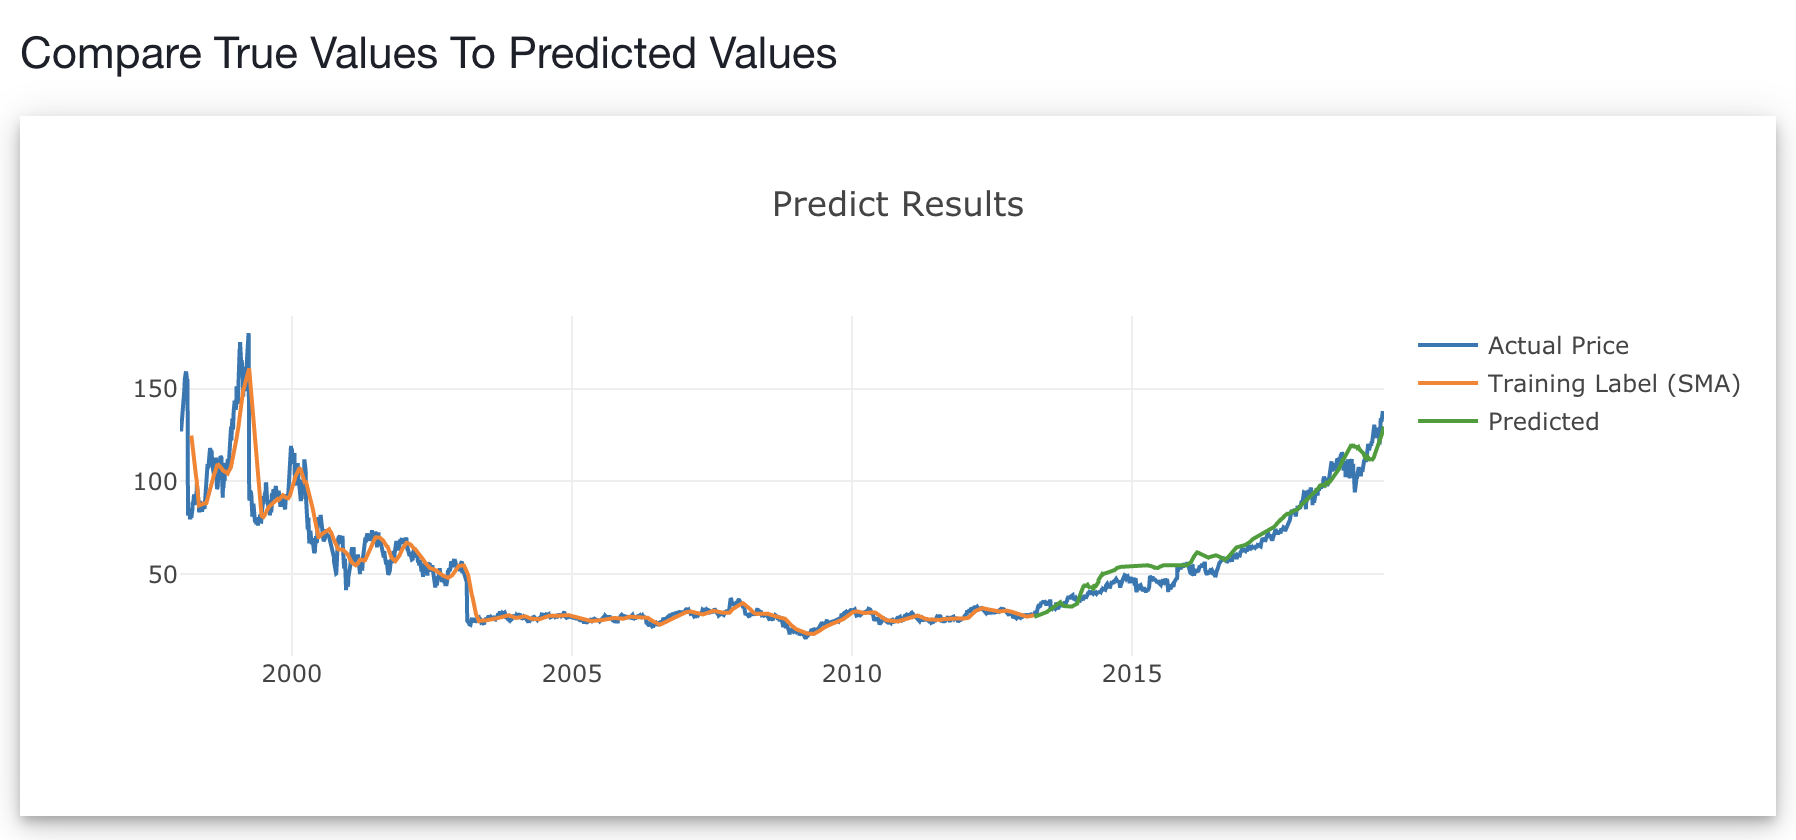 Compare True Values To Predicted Values
Predict Results
150
100
50
2000
2005
2010
2015
Actual Price
Training Label (SMA)
Predicted